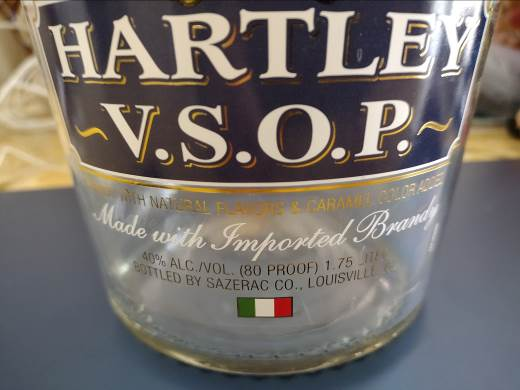 HARTLEY
~ V.S.O.P. ~
WITH NATURAL FLAVORS & CARAMEL COLOR ADDED
Made with Imported Brandy
40% ALC./VOL. (80 PROOF) 1.75 LITER
BOTTLED BY SAZERAC CO., LOUISVILLE,